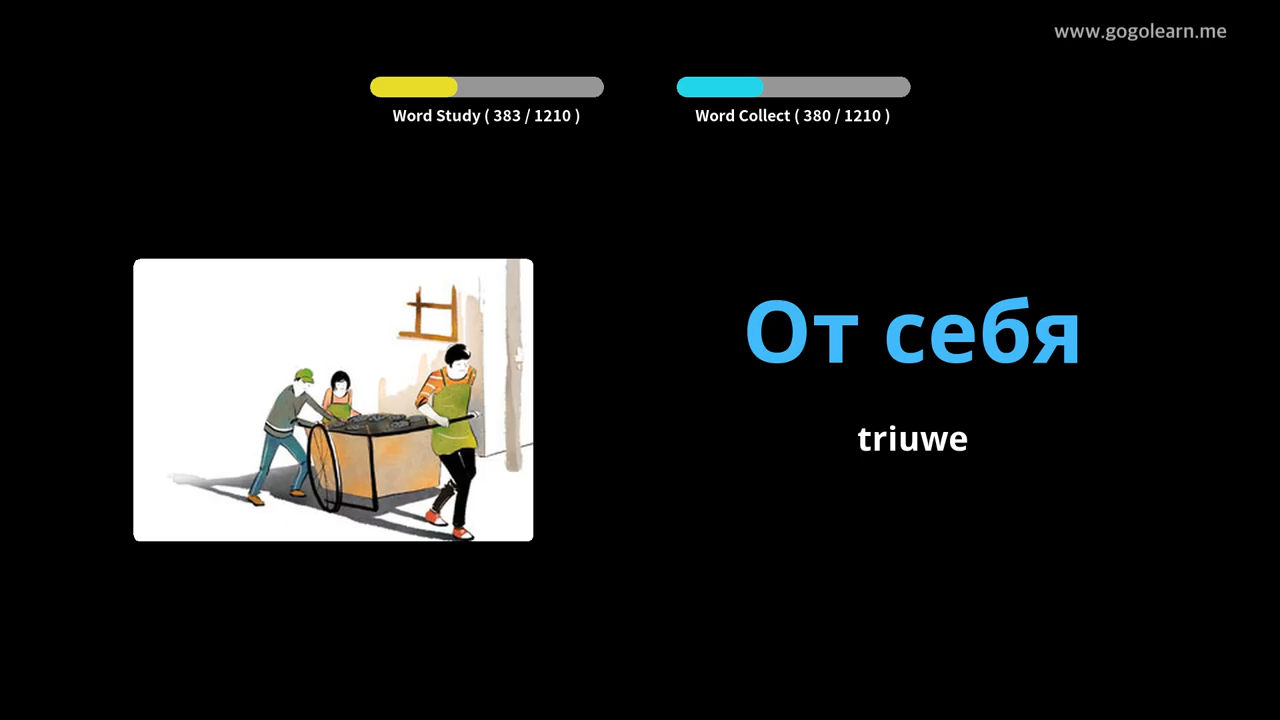 www.gogolearn.me
Word Study ( 383 / 1210 )
Word Collect ( 380 / 1210 )
От себя
triuwe